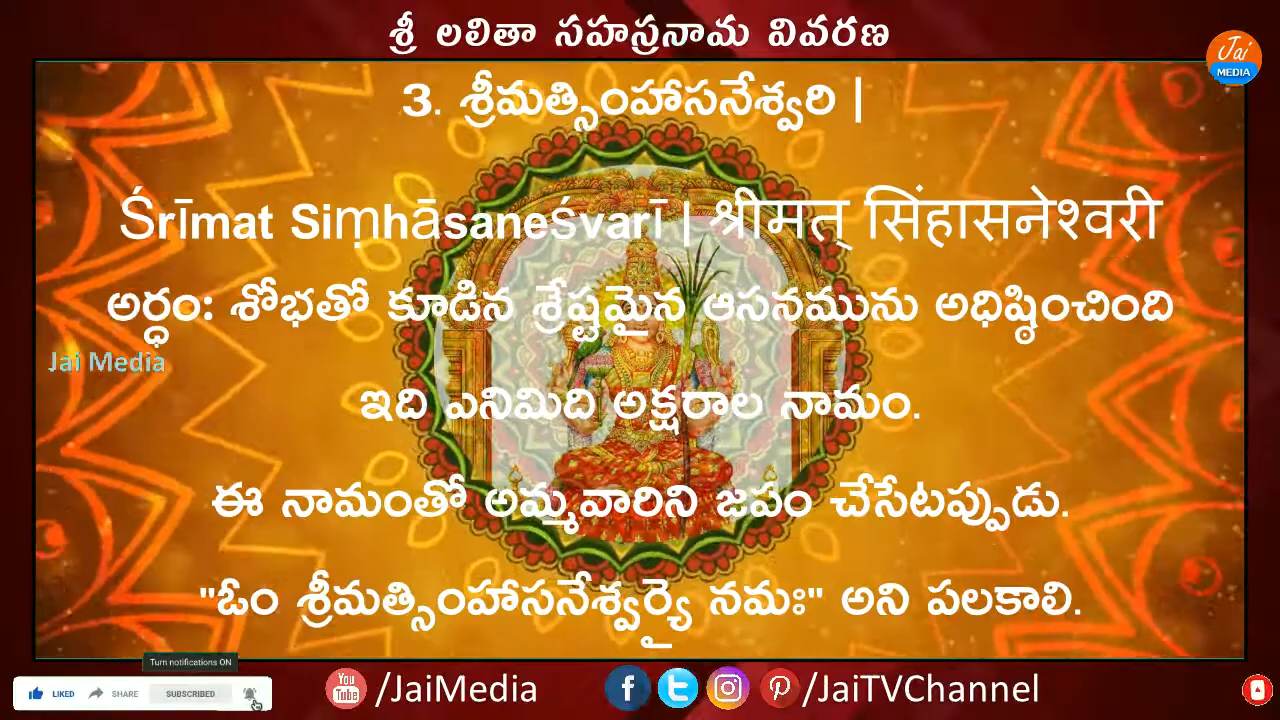 శ్రీ లలితా సహస్రనామ వివరణ
Jai
MEDIA
3. శ్రీమత్సింహాసనేశ్వరి |
Śrīmat Siṃhāsaneśvarī | श्रीमत् सिंहासनेश्वरी
అర్ధం: శోభతో కూడిన శ్రేష్టమైన ఆసనమును అధిష్ఠించింది
Jai Media
ఇది ఎనిమిది అక్షరాల నామం.
ఈ నామంతో అమ్మవారిని జపం చేసేటప్పుడు.
"ఓం శ్రీమత్సింహాసనేశ్వర్యై నమః" అని పలకాలి.
Turn notifications ON
LIKED SHARE SUBSCRIBED
You Tube /JaiMedia /JaiTVChannel